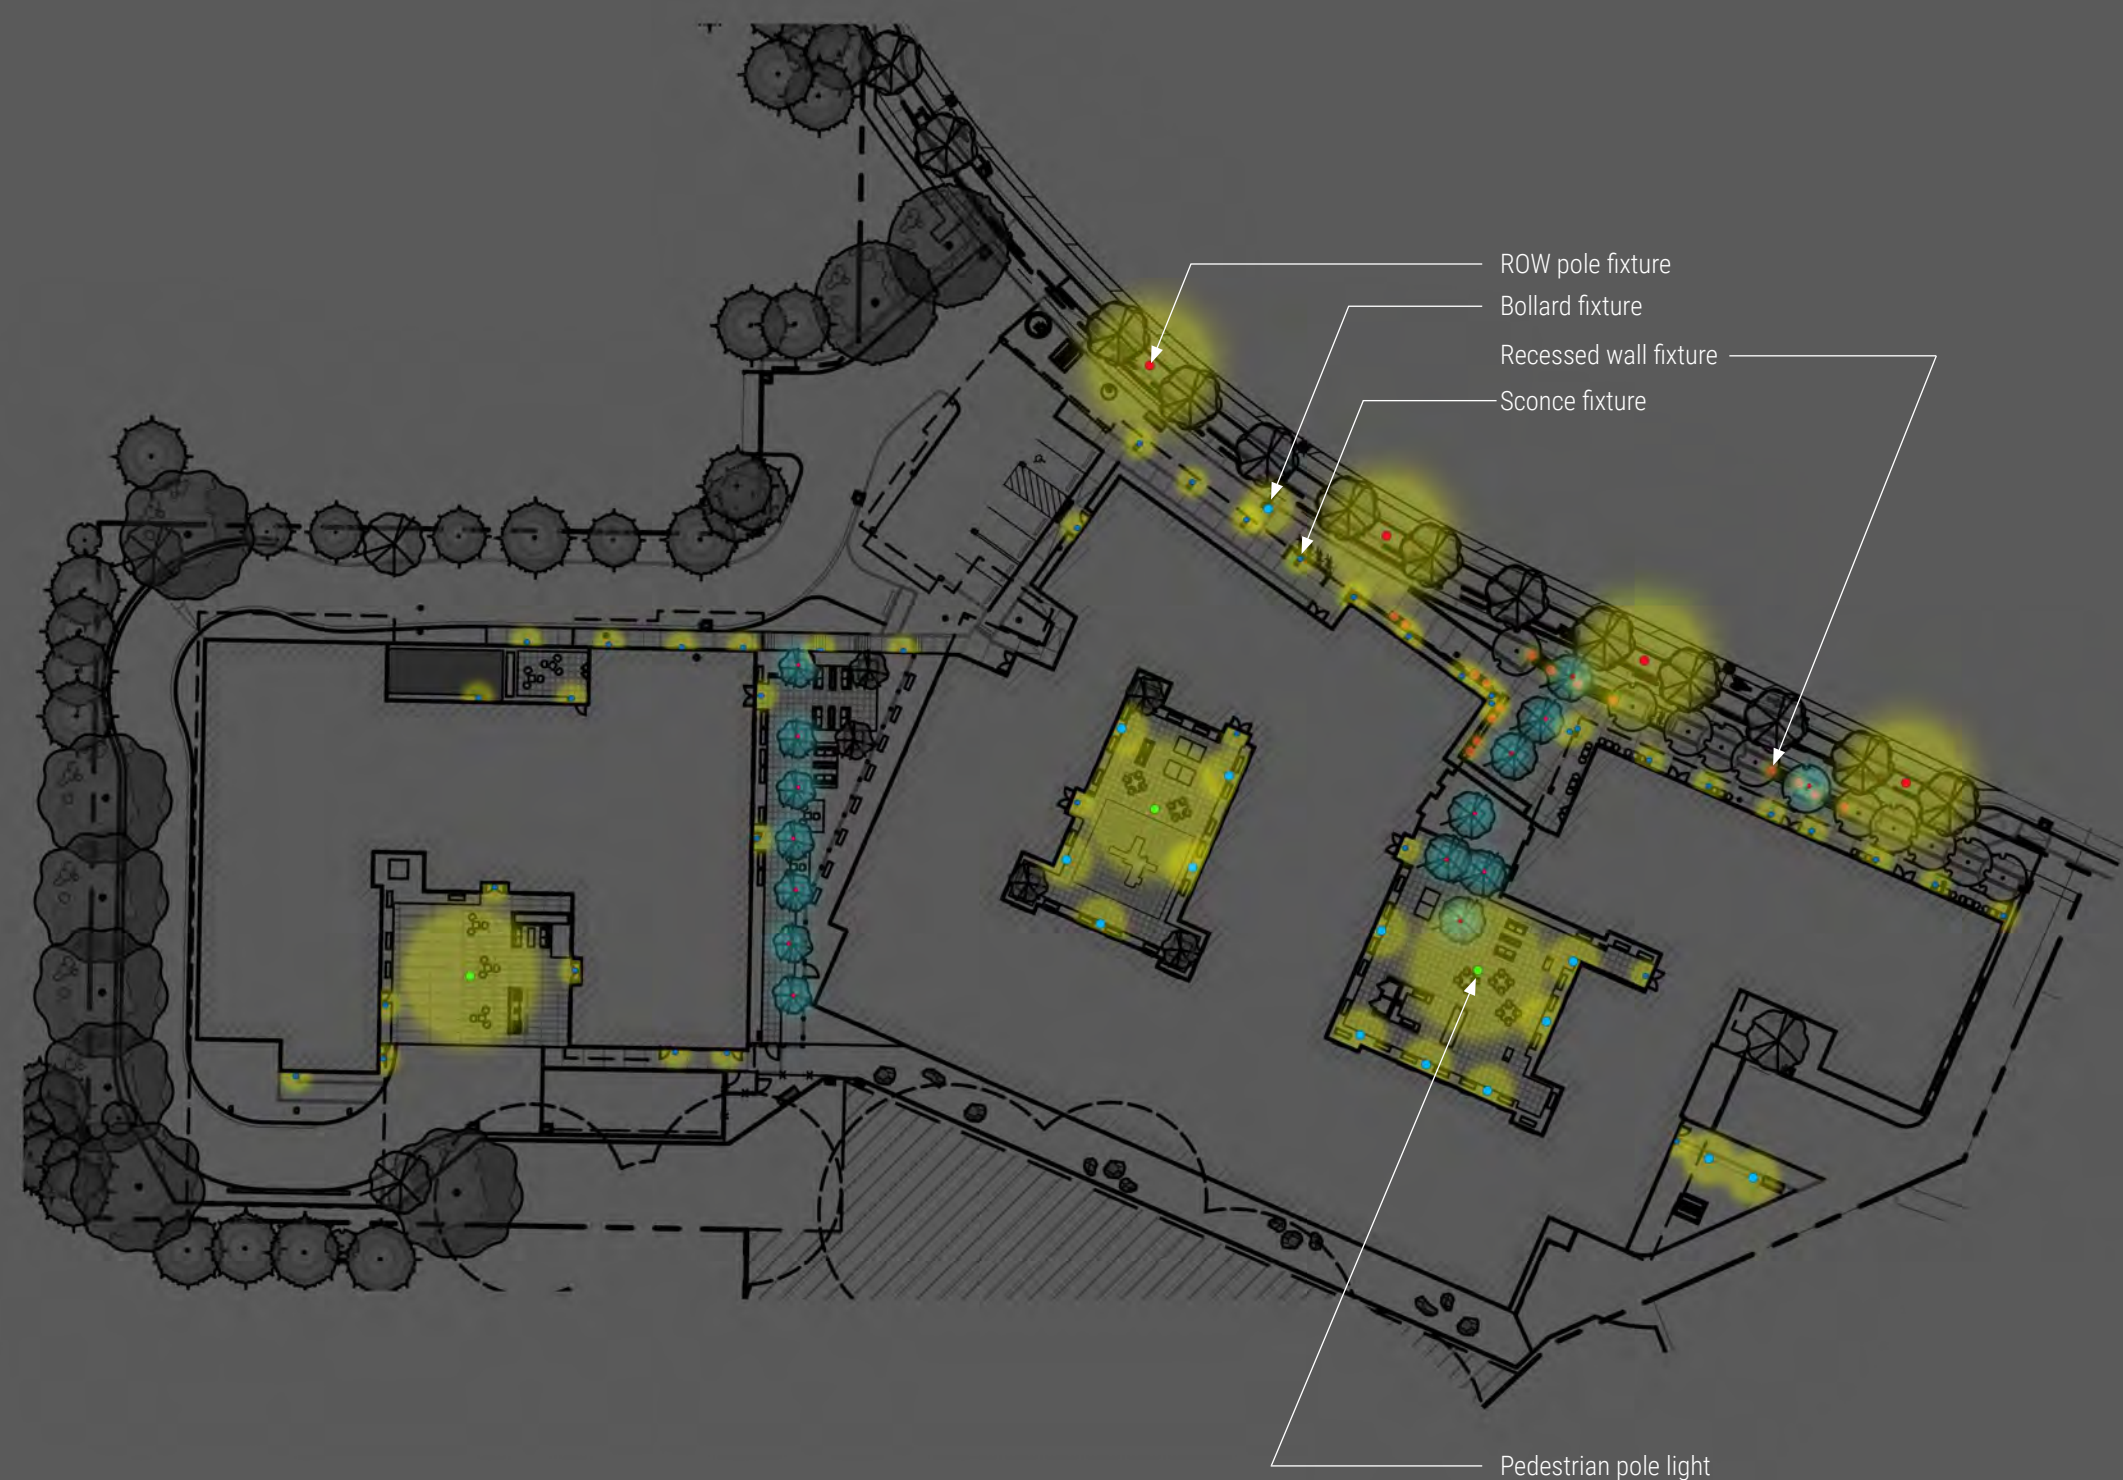 ROW pole fixture
Bollard fixture
Recessed wall fixture
Sconce fixture
Pedestrian pole light